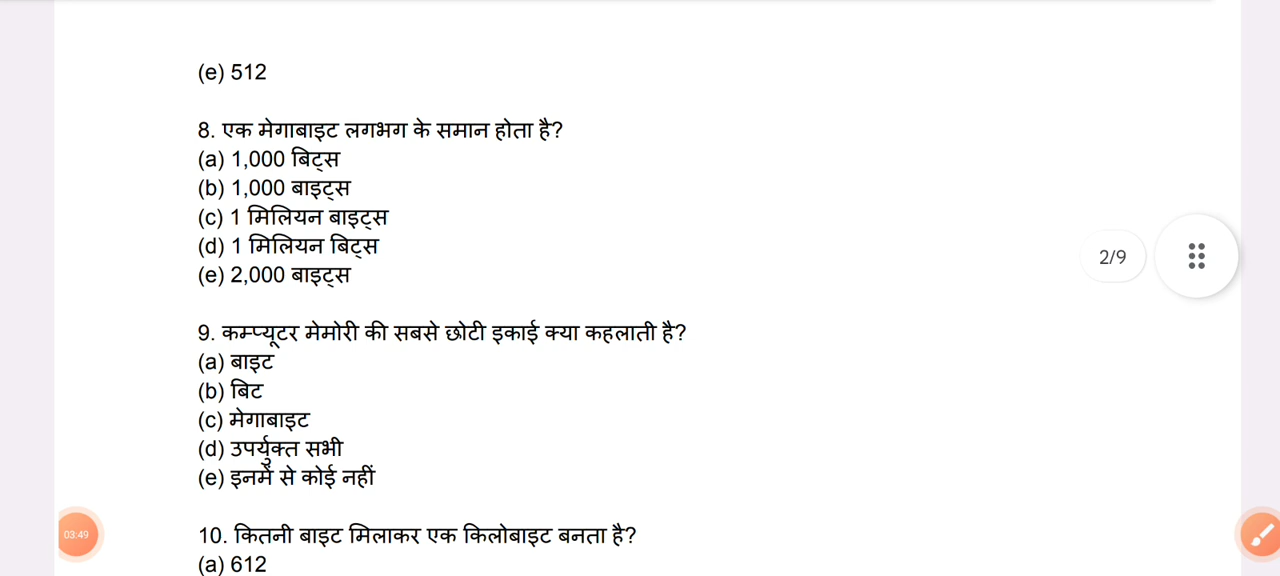 (e) 512
8. एक मेगाबाइट लगभग के समान होता है?
(a) 1,000 बिट्स
(b) 1,000 बाइट्स
(c) 1 मिलियन बाइट्स
(d) 1 मिलियन बिट्स
(e) 2,000 बाइट्स
2/9
9. कम्प्यूटर मेमोरी की सबसे छोटी इकाई क्या कहलाती है?
(a) बाइट
(b) बिट
(c) मेगाबाइट
(d) उपर्युक्त सभी
(e) इनमें से कोई नहीं
03:49
10. कितनी बाइट मिलाकर एक किलोबाइट बनता है?
(a) 612